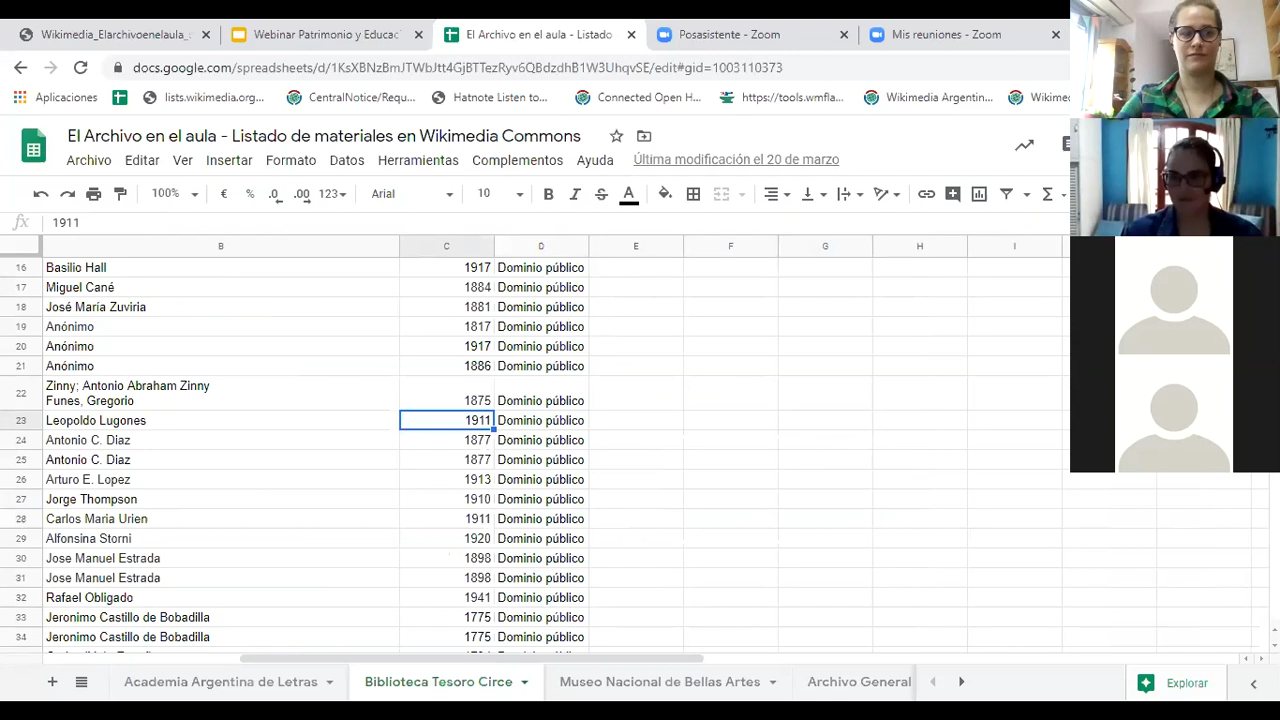 Wikimedia_Elarchivoenelaula_ Webinar Patrimonio y Educac El Archivo en el aula - Listado Posasistente - Zoom Mis reuniones - Zoom
docs.google.com/spreadsheets/d/1KsXBNzBmJTWbJtt4GjBTTezRyv6QBdzdhB1W3UhqvSE/edit#gid=1003110373
Aplicaciones lists.wikimedia.org... CentralNotice/Requ... Hatnote Listen to... Connected Open H... https://tools.wmfla... Wikimedia Argentin... Wikim
El Archivo en el aula - Listado de materiales en Wikimedia Commons
Archivo Editar Ver Insertar Formato Datos Herramientas Complementos Ayuda Última modificación el 20 de marzo
100% € % .0 .00 123 Arial 10 B I S A Σ
fx 1911
B C D E F G H I
16 Basilio Hall 1917 Dominio público
17 Miguel Cané 1884 Dominio público
18 José María Zuviria 1881 Dominio público
19 Anónimo 1817 Dominio público
20 Anónimo 1917 Dominio público
21 Anónimo 1886 Dominio público
Zinny; Antonio Abraham Zinny
22 Funes, Gregorio 1875 Dominio público
23 Leopoldo Lugones 1911 Dominio público
24 Antonio C. Diaz 1877 Dominio público
25 Antonio C. Diaz 1877 Dominio público
26 Arturo E. Lopez 1913 Dominio público
27 Jorge Thompson 1910 Dominio público
28 Carlos Maria Urien 1911 Dominio público
29 Alfonsina Storni 1920 Dominio público
30 Jose Manuel Estrada 1898 Dominio público
31 Jose Manuel Estrada 1898 Dominio público
32 Rafael Obligado 1941 Dominio público
33 Jeronimo Castillo de Bobadilla 1775 Dominio público
34 Jeronimo Castillo de Bobadilla 1775 Dominio público
Academia Argentina de Letras Biblioteca Tesoro Circe Museo Nacional de Bellas Artes Archivo General Explorar